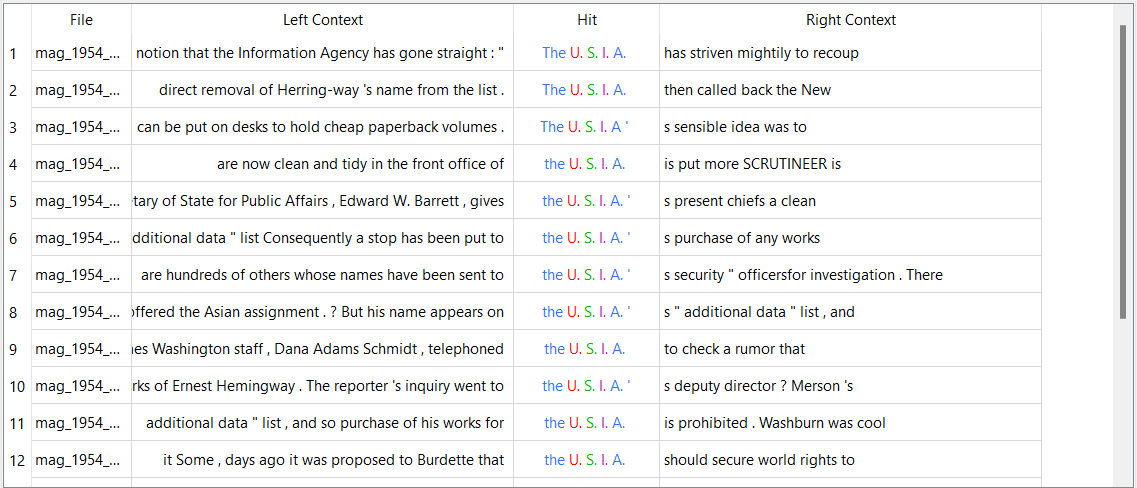 File Left Context Hit Right Context
1 mag_1954_... notion that the Information Agency has gone straight : " The U. S. I. A. has striven mightily to recoup
2 mag_1954_... direct removal of Herring-way 's name from the list . The U. S. I. A. then called back the New
3 mag_1954_... can be put on desks to hold cheap paperback volumes . The U. S. I. A ' s sensible idea was to
4 mag_1954_... are now clean and tidy in the front office of the U. S. I. A. is put more SCRUTINEER is
5 mag_1954_... of State for Public Affairs , Edward W. Barrett , gives the U. S. I. A. ' s present chiefs a clean
6 mag_1954_... data " list Consequently a stop has been put to the U. S. I. A. ' s purchase of any works
7 mag_1954_... are hundreds of others whose names have been sent to the U. S. I. A. ' s security " officersfor investigation . There
8 mag_1954_... the Asian assignment . ? But his name appears on the U. S. I. A. ' s " additional data " list , and
9 mag_1954_... Washington staff , Dana Adams Schmidt , telephoned the U. S. I. A. to check a rumor that
10 mag_1954_... of Ernest Hemingway . The reporter 's inquiry went to the U. S. I. A. ' s deputy director ? Merson 's
11 mag_1954_... additional data " list , and so purchase of his works for the U. S. I. A. is prohibited . Washburn was cool
12 mag_1954_... it Some , days ago it was proposed to Burdette that the U. S. I. A. should secure world rights to